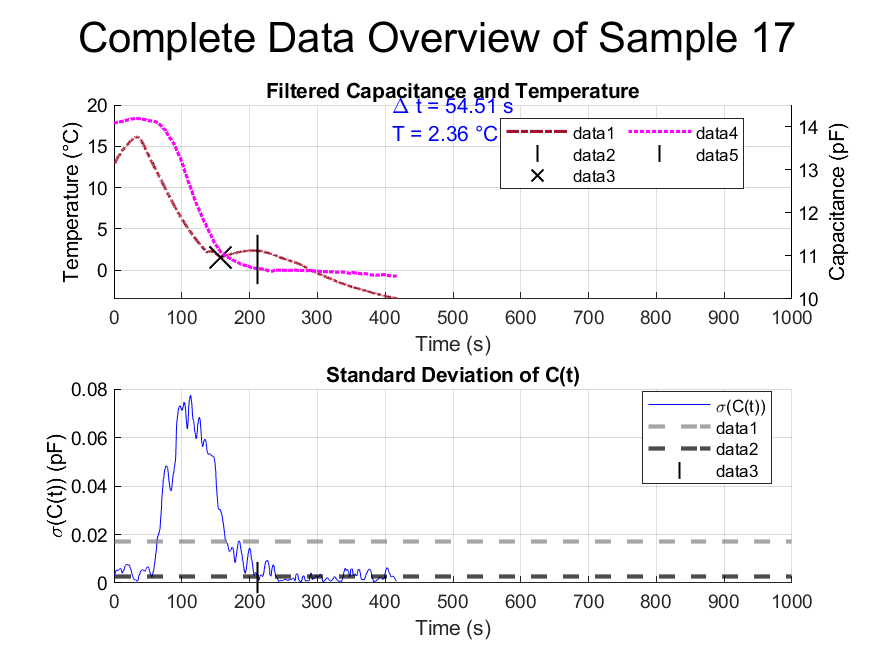 Complete Data Overview of Sample 17
Filtered Capacitance and Temperature
Δ t = 54.51 s
T = 2.36 °C
data1
data4
data2
data5
data3
20
15
10
5
0
Temperature (°C)
14
13
12
11
10
Capacitance (pF)
0 100 200 300 400 500 600 700 800 900 1000
Time (s)
Standard Deviation of C(t)
σ(C(t))
data1
data2
data3
0.08
0.06
0.04
0.02
0
σ(C(t)) (pF)
0 100 200 300 400 500 600 700 800 900 1000
Time (s)